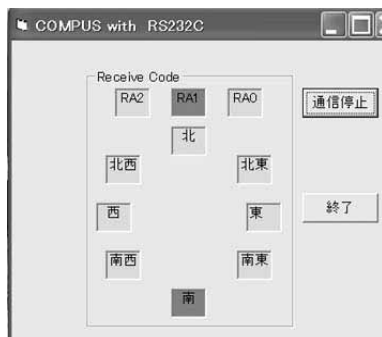 COMPUS with RS232C
Receive Code
RA2 RA1 RA0
通信停止
北
北西 北東
西 東
終了
南西 南東
南